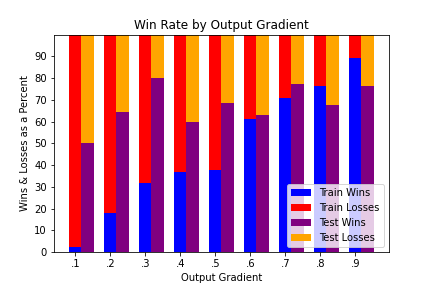 Win Rate by Output Gradient
Wins & Losses as a Percent
90
80
70
60
50
40
30
20
10
0
.1 .2 .3 .4 .5 .6 .7 .8 .9
Output Gradient
Train Wins
Train Losses
Test Wins
Test Losses